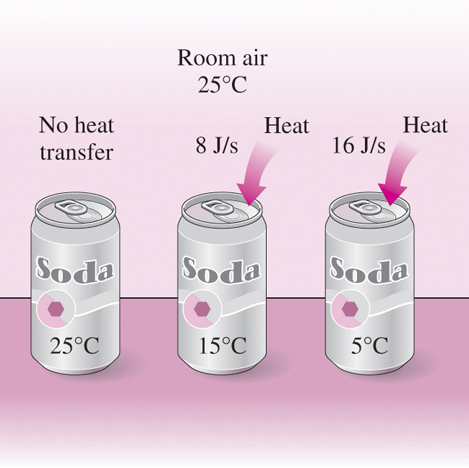 Room air
25°C
No heat
transfer
8 J/s
Heat
16 J/s
Heat
Soda
25°C
Soda
15°C
Soda
5°C